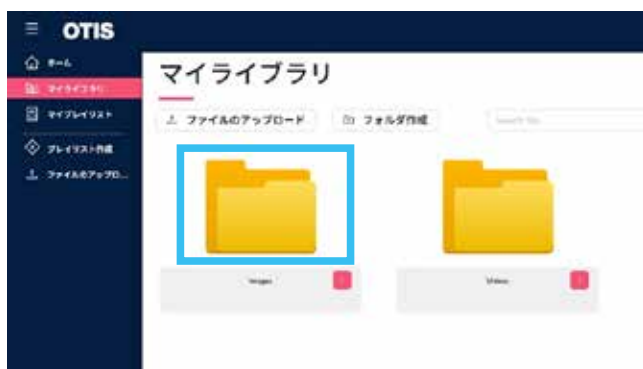 OTIS
ホーム
マイライブラリ
マイプレイリスト
プレイリスト作成
ファイルのアップロ...
マイライブラリ
ファイルのアップロード
フォルダ作成
Images
Videos